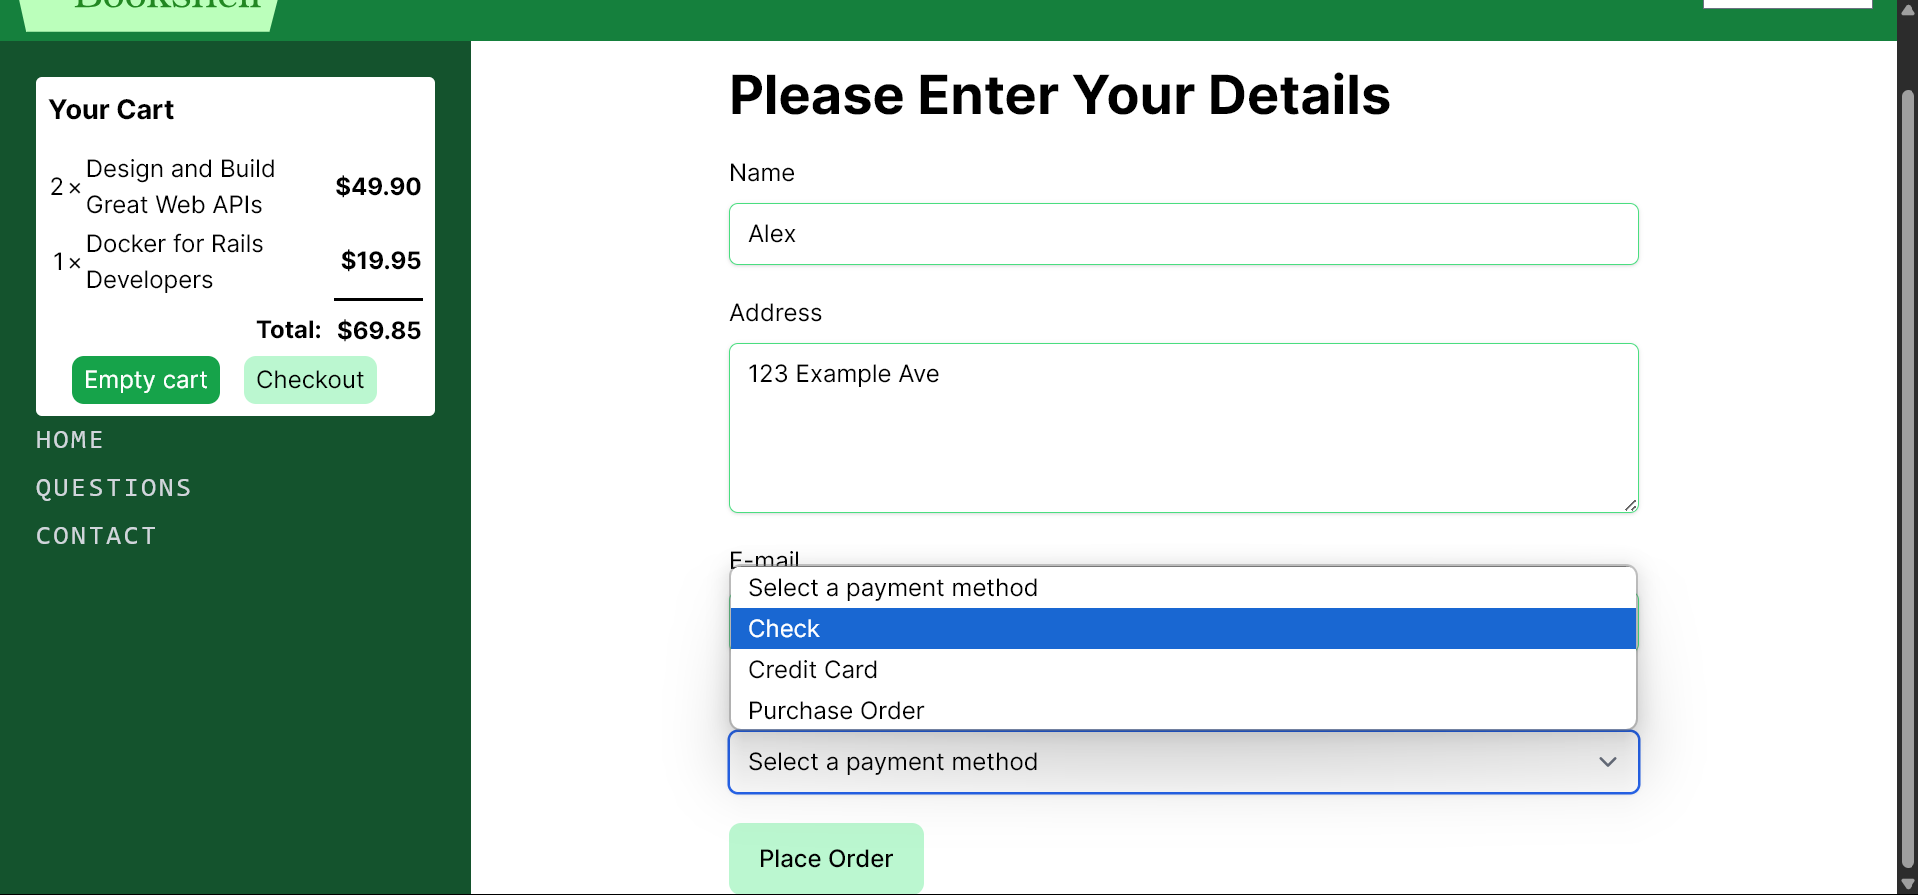 Bookshelf
Your Cart
2× Design and Build Great Web APIs $49.90
1× Docker for Rails Developers $19.95
Total: $69.85
Empty cart Checkout
HOME
QUESTIONS
CONTACT
Please Enter Your Details
Name
Alex
Address
123 Example Ave
E-mail
Select a payment method
Check
Credit Card
Purchase Order
Select a payment method
Place Order